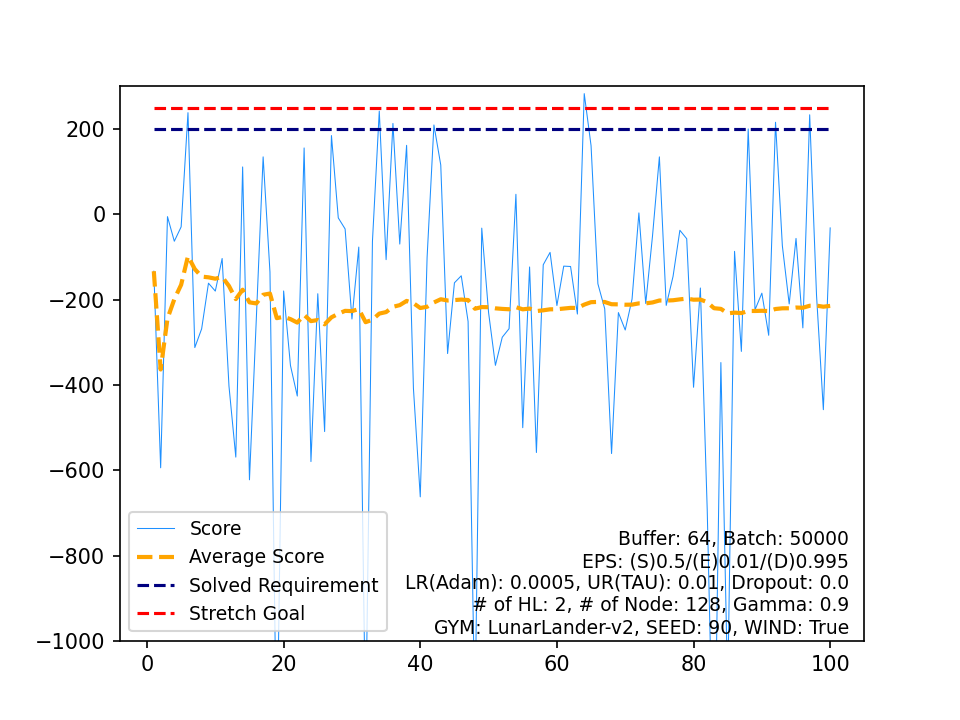 200
0
−200
−400
−600
−800
−1000
0 20 40 60 80 100
Score
Average Score
Solved Requirement
Stretch Goal
Buffer: 64, Batch: 50000
EPS: (S)0.5/(E)0.01/(D)0.995
LR(Adam): 0.0005, UR(TAU): 0.01, Dropout: 0.0
# of HL: 2, # of Node: 128, Gamma: 0.9
GYM: LunarLander-v2, SEED: 90, WIND: True